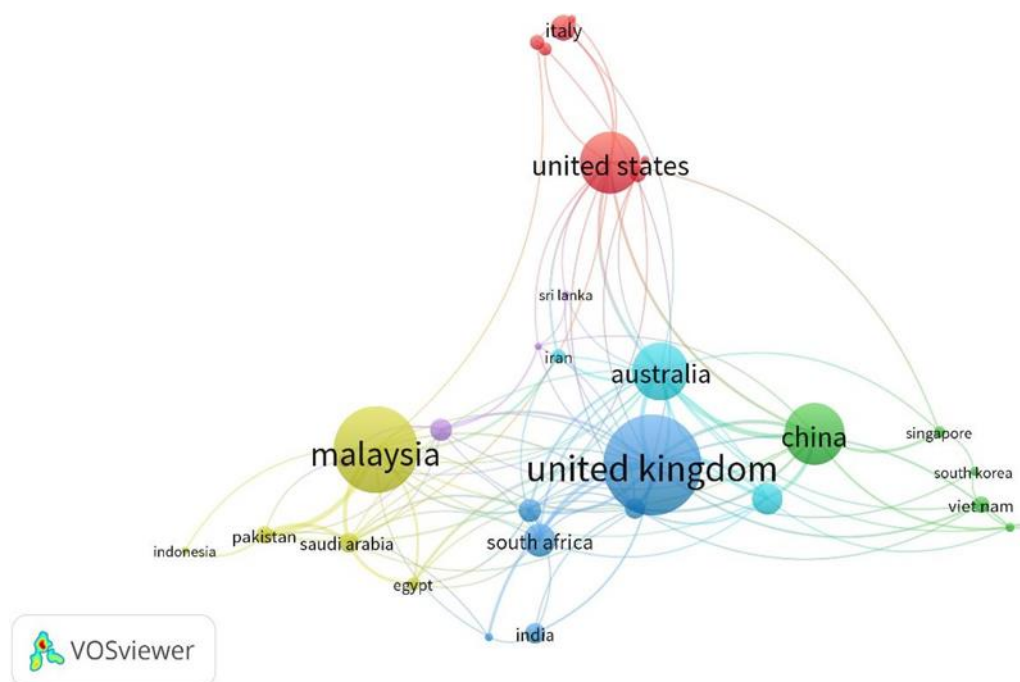 italy
united states
sri lanka
iran
australia
malaysia
china
singapore
united kingdom
south korea
viet nam
pakistan
saudi arabia
south africa
indonesia
egypt
india
VOSviewer